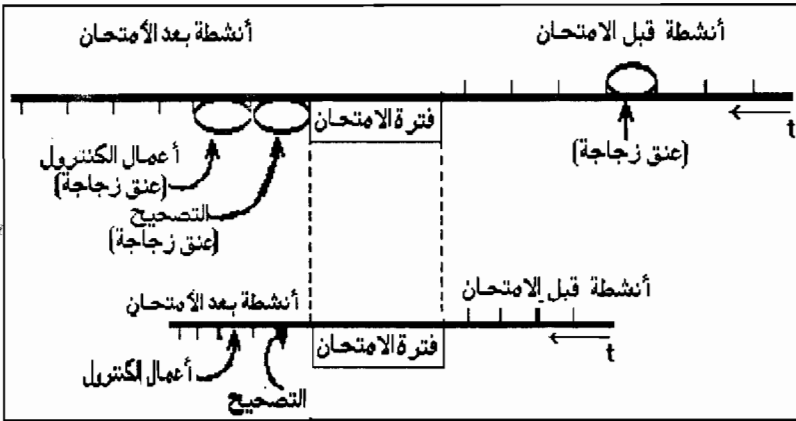 أنشطة قبل الامتحان
أنشطة بعد الأمتحان
فترة الامتحان
t
(عنق زجاجة)
أعمال الكنترول
(عنق زجاجة)
التصحيح
(عنق زجاجة)
أنشطة قبل الامتحان
أنشطة بعد الأمتحان
فترة الامتحان
t
أعمال الكنترول
التصحيح